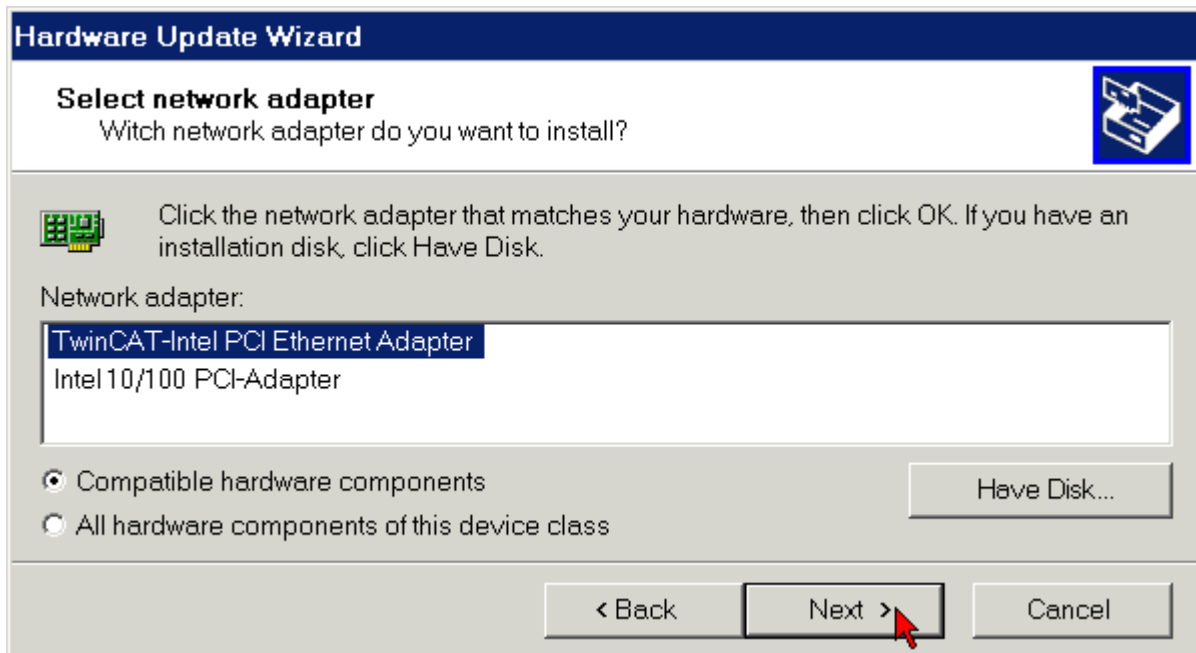 Hardware Update Wizard
Select network adapter
Witch network adapter do you want to install?
Click the network adapter that matches your hardware, then click OK. If you have an
installation disk, click Have Disk.
Network adapter:
TwinCAT-Intel PCI Ethernet Adapter
Intel 10/100 PCI-Adapter
Compatible hardware components
Have Disk...
All hardware components of this device class
< Back
Next >
Cancel